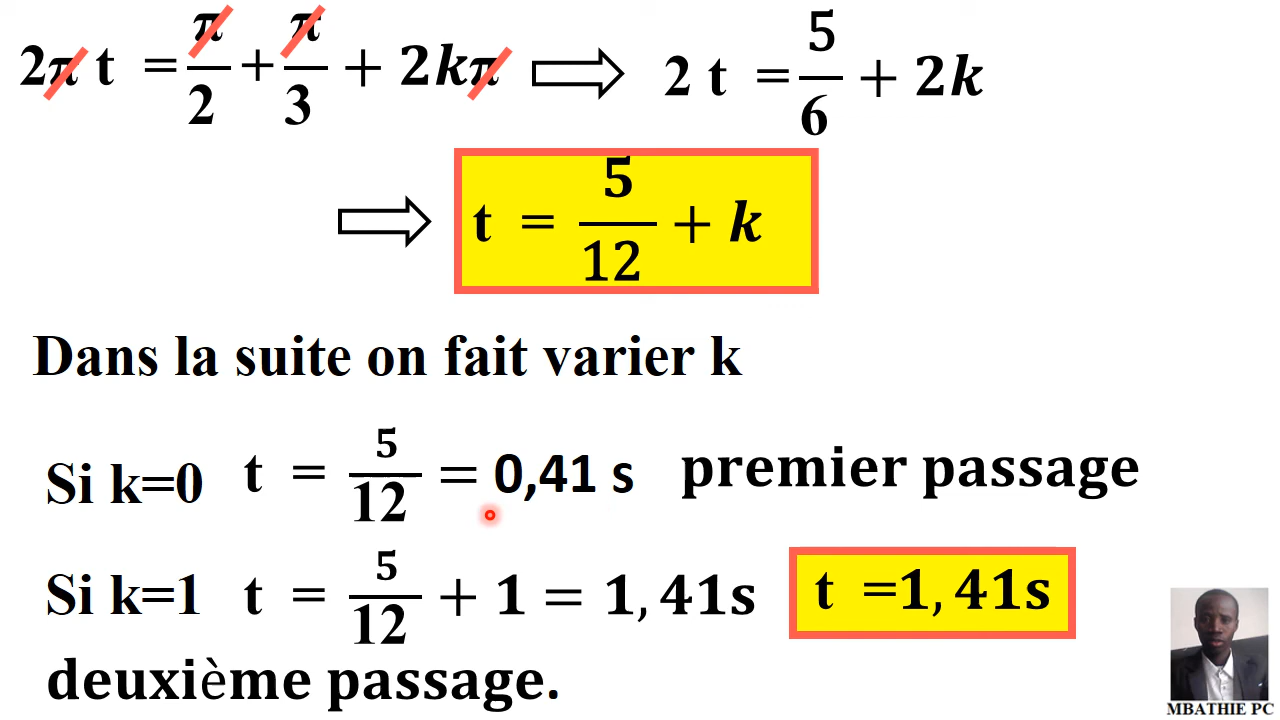 2π t = π/2 + π/3 + 2kπ ⇨ 2 t = 5/6 + 2k
⇨ t = 5/12 + k
Dans la suite on fait varier k
Si k=0 t = 5/12 = 0,41 s premier passage
Si k=1 t = 5/12 + 1 = 1,41s t =1,41s
deuxième passage.
MBATHIE PC